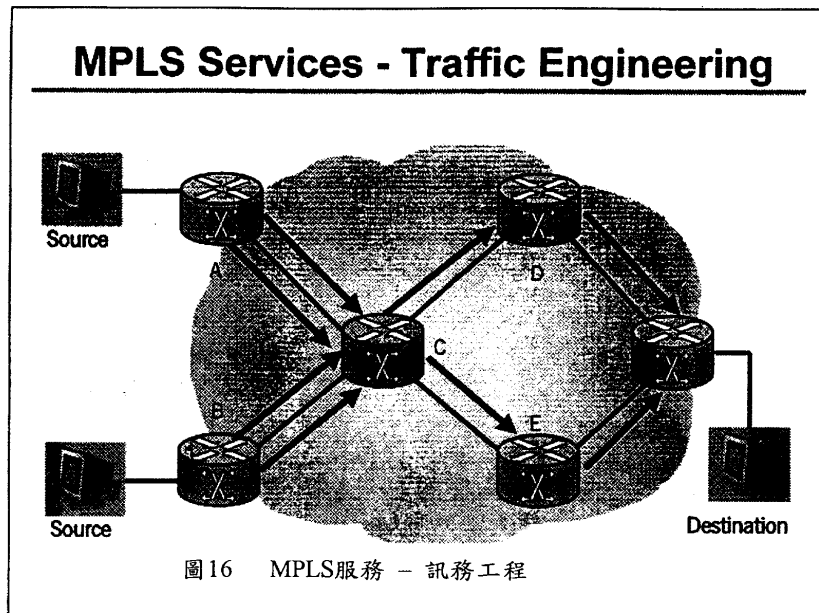 MPLS Services - Traffic Engineering
Source
A
D
C
B
E
Source
Destination
圖16 MPLS服務 – 訊務工程